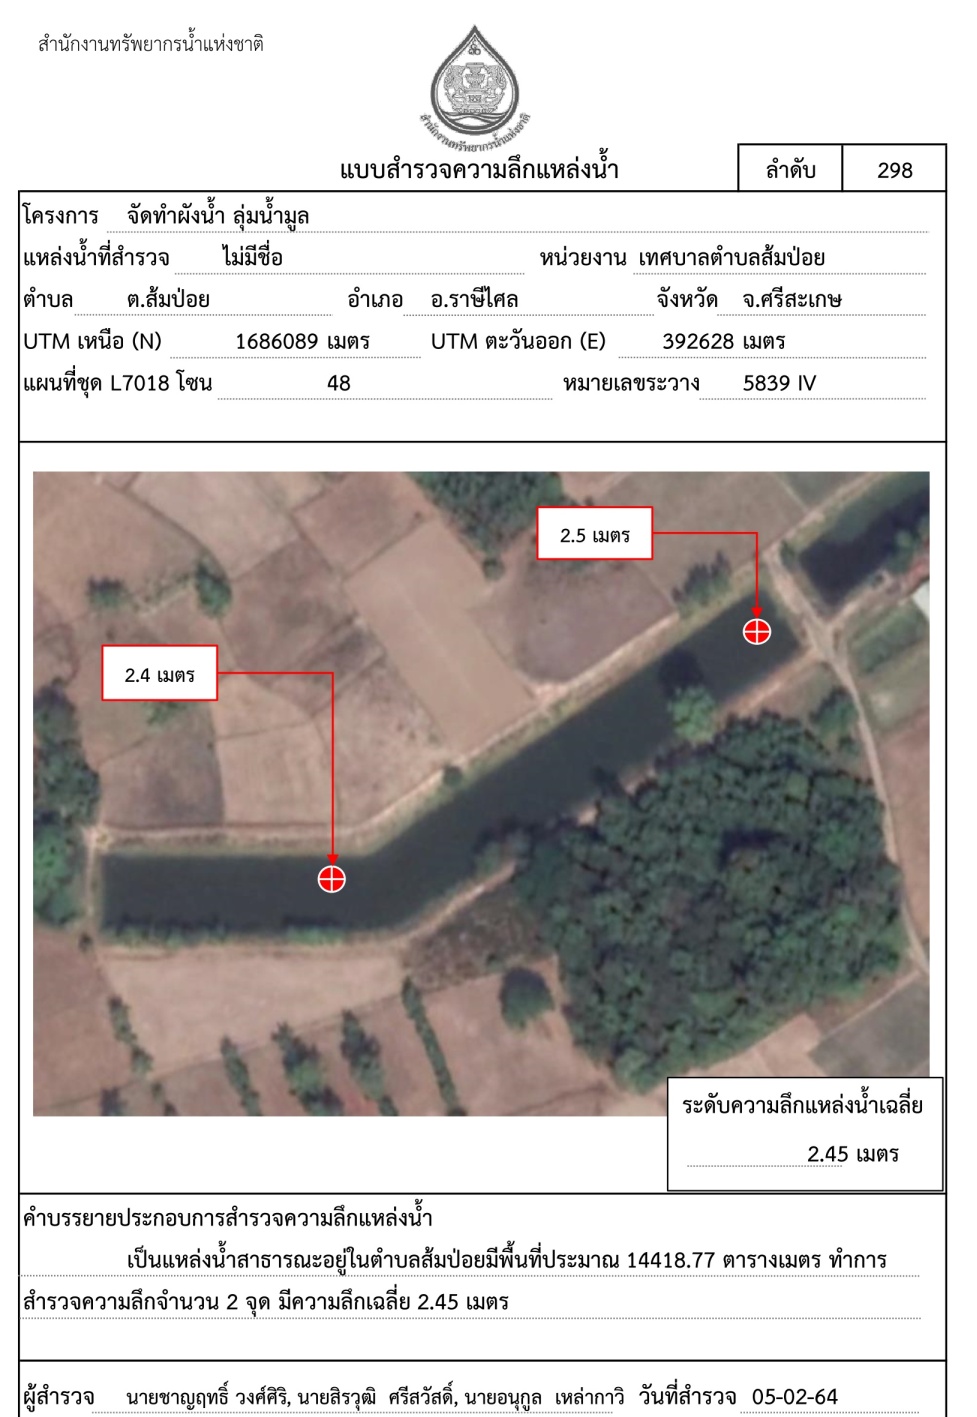 สำนักงานทรัพยากรน้ำแห่งชาติ
สำนักงานทรัพยากรน้ำแห่งชาติ
แบบสำรวจความลึกแหล่งน้ำ ลำดับ 298
โครงการ จัดทำผังน้ำ ลุ่มน้ำมูล
แหล่งน้ำที่สำรวจ ไม่มีชื่อ หน่วยงาน เทศบาลตำบลส้มป่อย
ตำบล ต.ส้มป่อย อำเภอ อ.ราษีไศล จังหวัด จ.ศรีสะเกษ
UTM เหนือ (N) 1686089 เมตร UTM ตะวันออก (E) 392628 เมตร
แผนที่ชุด L7018 โซน 48 หมายเลขระวาง 5839 IV
2.5 เมตร
2.4 เมตร
ระดับความลึกแหล่งน้ำเฉลี่ย
2.45 เมตร
คำบรรยายประกอบการสำรวจความลึกแหล่งน้ำ
เป็นแหล่งน้ำสาธารณะอยู่ในตำบลส้มป่อยมีพื้นที่ประมาณ 14418.77 ตารางเมตร ทำการ
สำรวจความลึกจำนวน 2 จุด มีความลึกเฉลี่ย 2.45 เมตร
ผู้สำรวจ นายชาญฤทธิ์ วงศ์ศิริ, นายสิรวุฒิ ศรีสวัสดิ์, นายอนุกูล เหล่ากาวิ วันที่สำรวจ 05-02-64